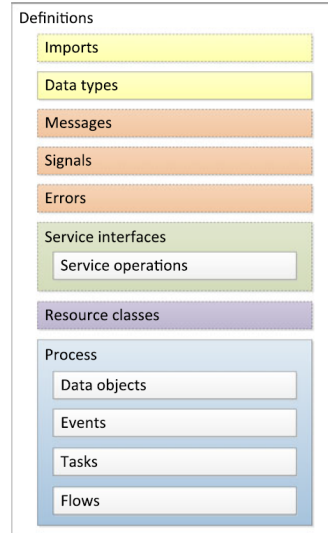 Definitions
Imports
Data types
Messages
Signals
Errors
Service interfaces
Service operations
Resource classes
Process
Data objects
Events
Tasks
Flows